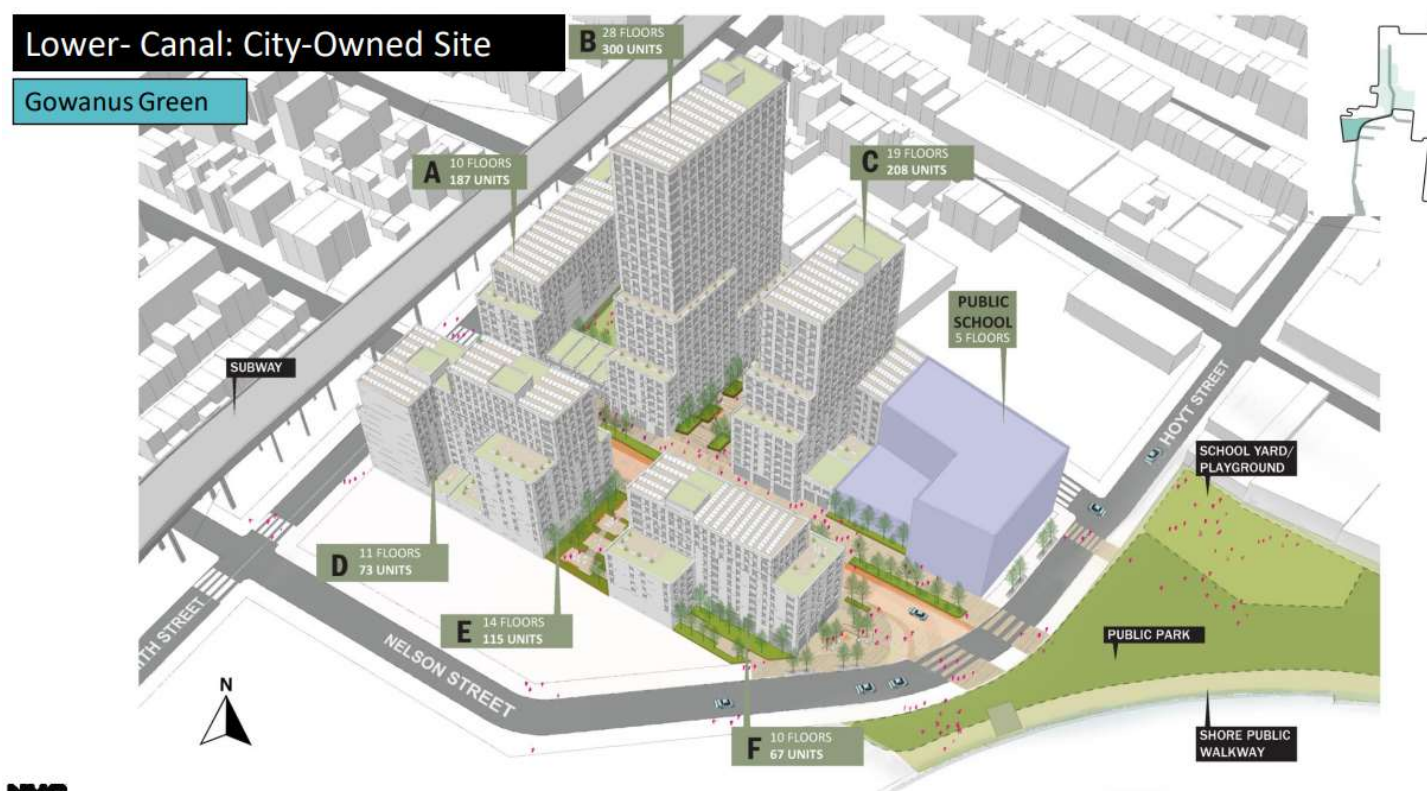 Lower- Canal: City-Owned Site
Gowanus Green
B 28 FLOORS
300 UNITS
A 10 FLOORS
187 UNITS
C 19 FLOORS
208 UNITS
PUBLIC
SCHOOL
5 FLOORS
SUBWAY
HOYT STREET
SCHOOL YARD/
PLAYGROUND
D 11 FLOORS
73 UNITS
E 14 FLOORS
115 UNITS
PUBLIC PARK
ITH STREET
NELSON STREET
N
F 10 FLOORS
67 UNITS
SHORE PUBLIC
WALKWAY